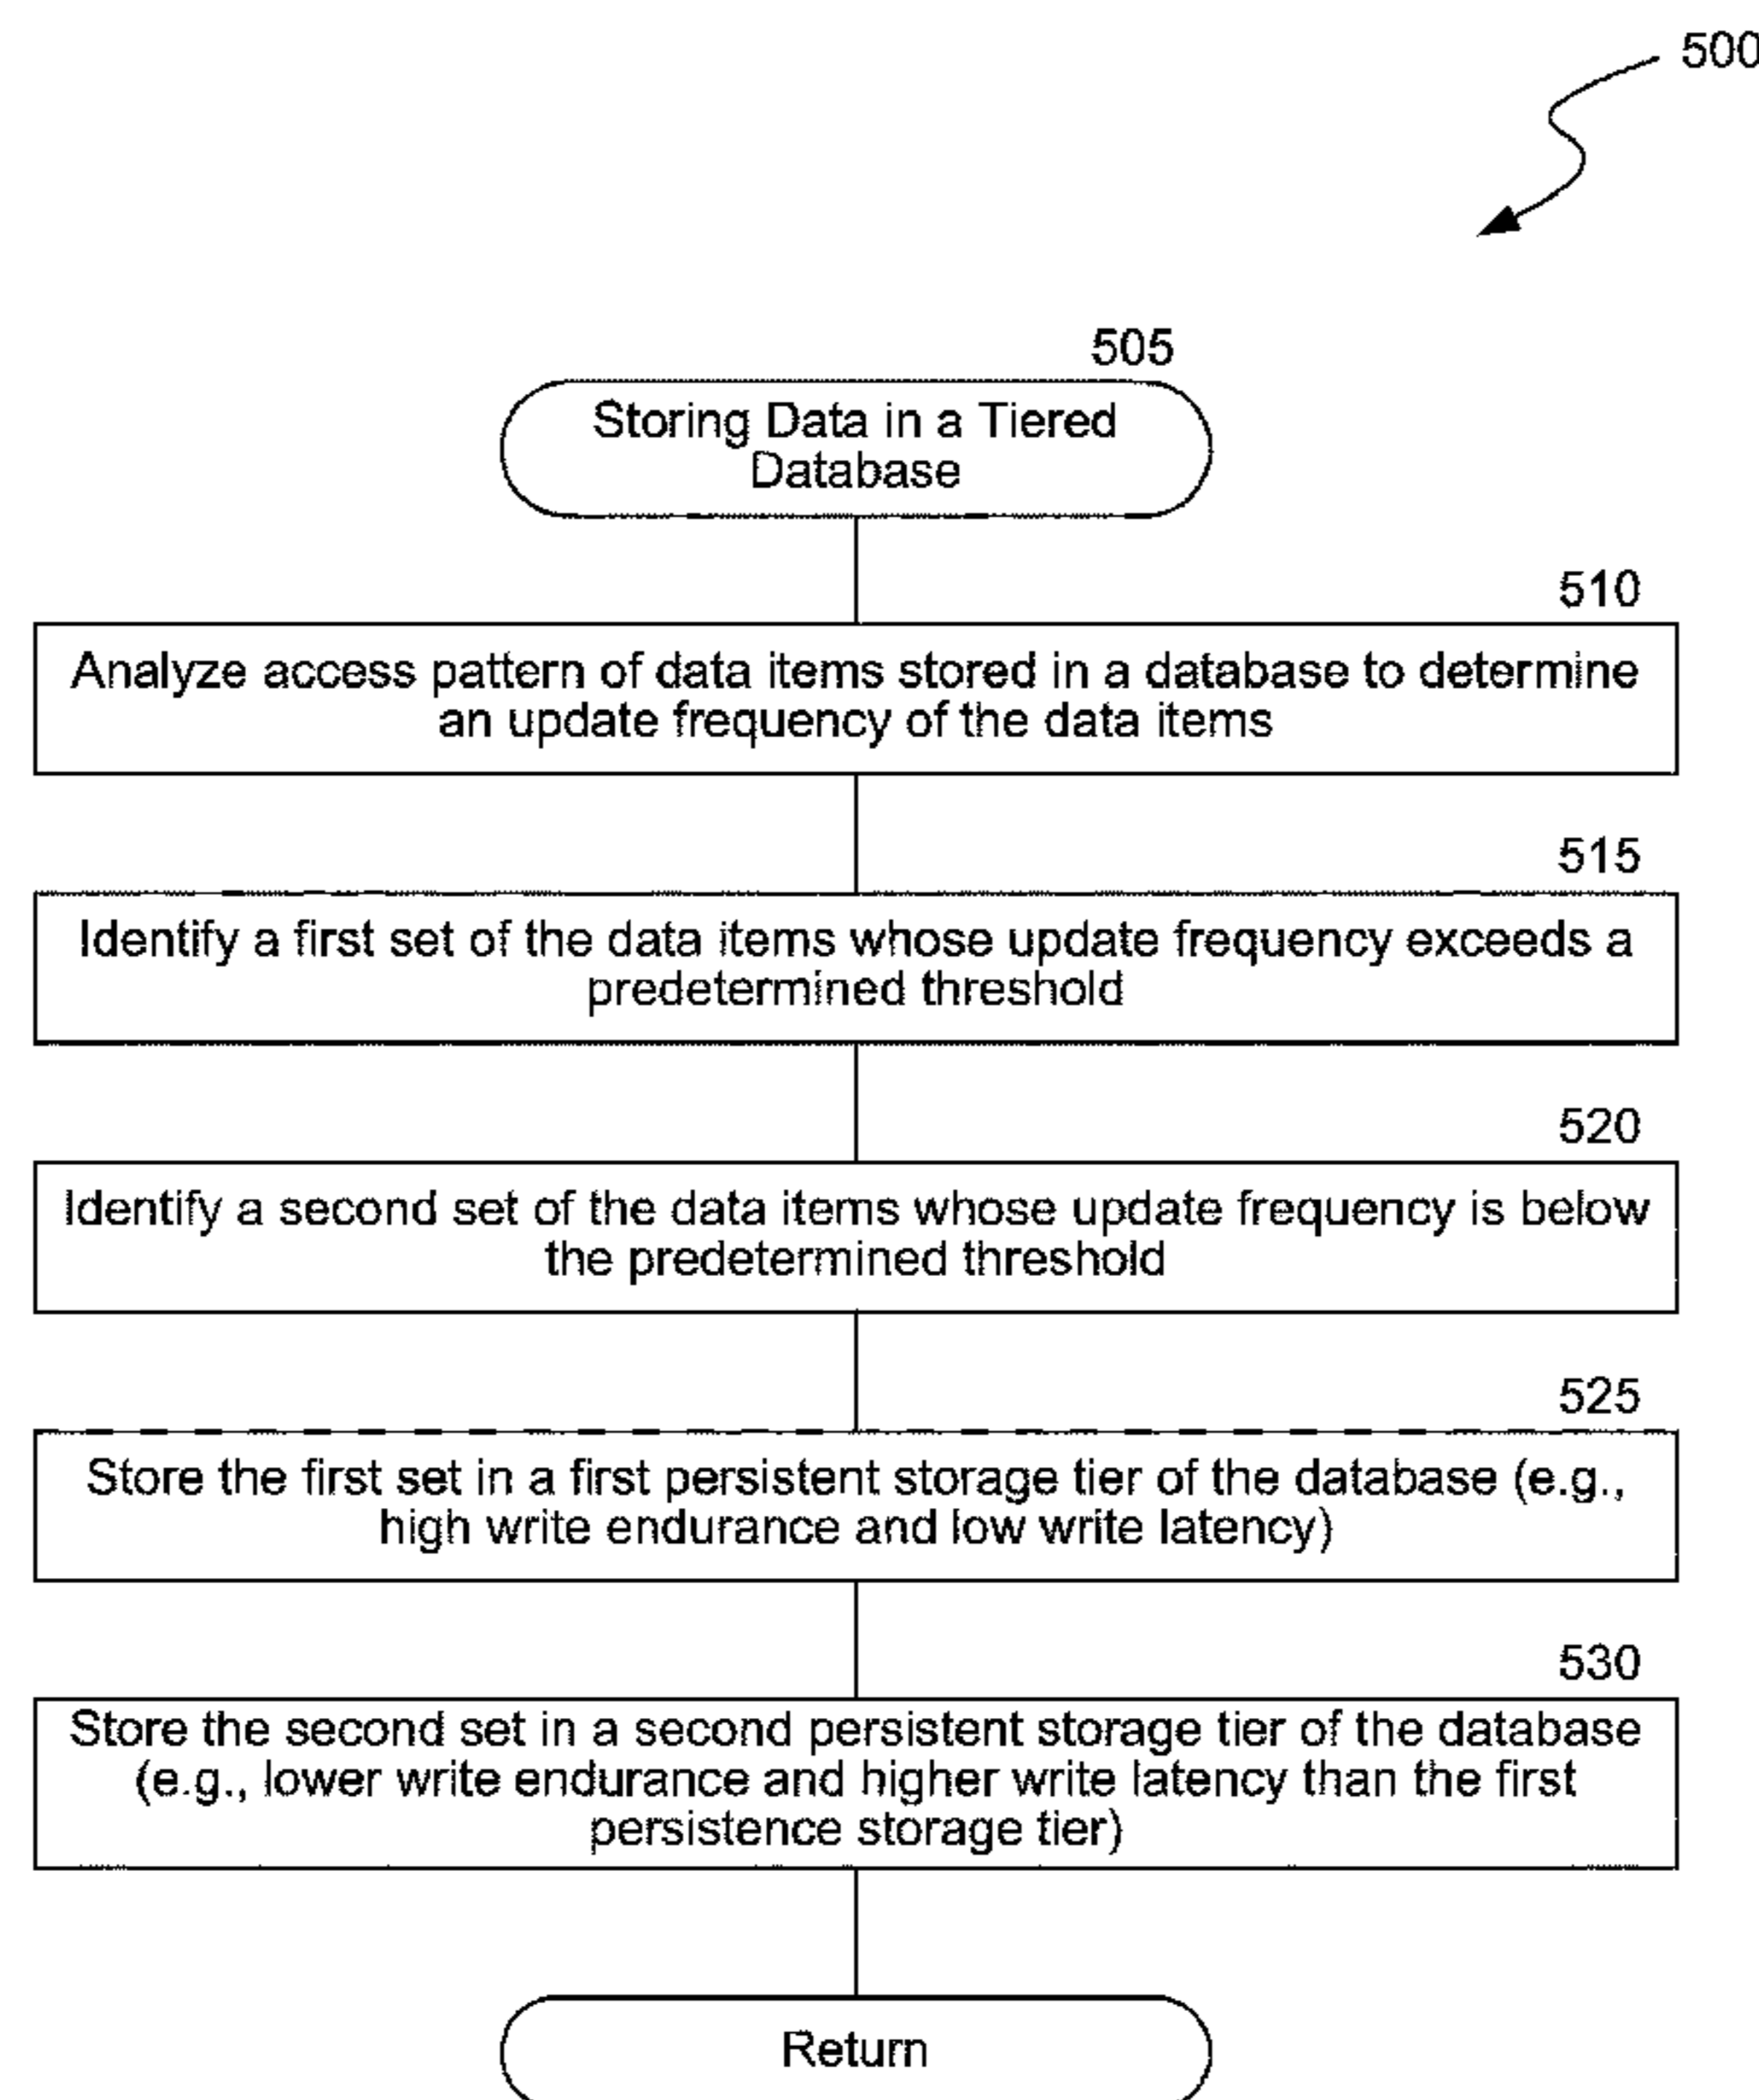 500
505
Storing Data in a Tiered
Database
510
Analyze access pattern of data items stored in a database to determine
an update frequency of the data items
515
Identify a first set of the data items whose update frequency exceeds a
predetermined threshold
520
Identify a second set of the data items whose update frequency is below
the predetermined threshold
525
Store the first set in a first persistent storage tier of the database (e.g.,
high write endurance and low write latency)
530
Store the second set in a second persistent storage tier of the database
(e.g., lower write endurance and higher write latency than the first
persistence storage tier)
Return